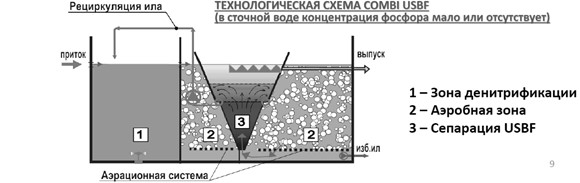 ТЕХНОЛОГИЧЕСКАЯ СХЕМА COMBI USBF
(в сточной воде концентрация фосфора мало или отсутствует)
Рециркуляция ила
приток
выпуск
1
2
3
2
изб.ил
Аэрационная система
1 – Зона денитрификации
2 – Аэробная зона
3 – Сепарация USBF
9